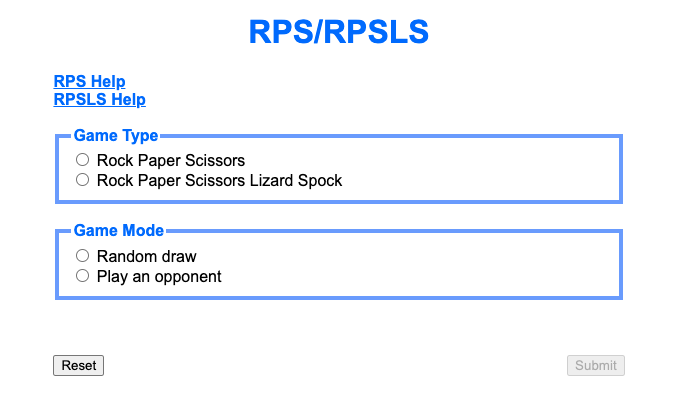 RPS/RPSLS
RPS Help
RPSLS Help
Game Type
Rock Paper Scissors
Rock Paper Scissors Lizard Spock
Game Mode
Random draw
Play an opponent
Reset
Submit